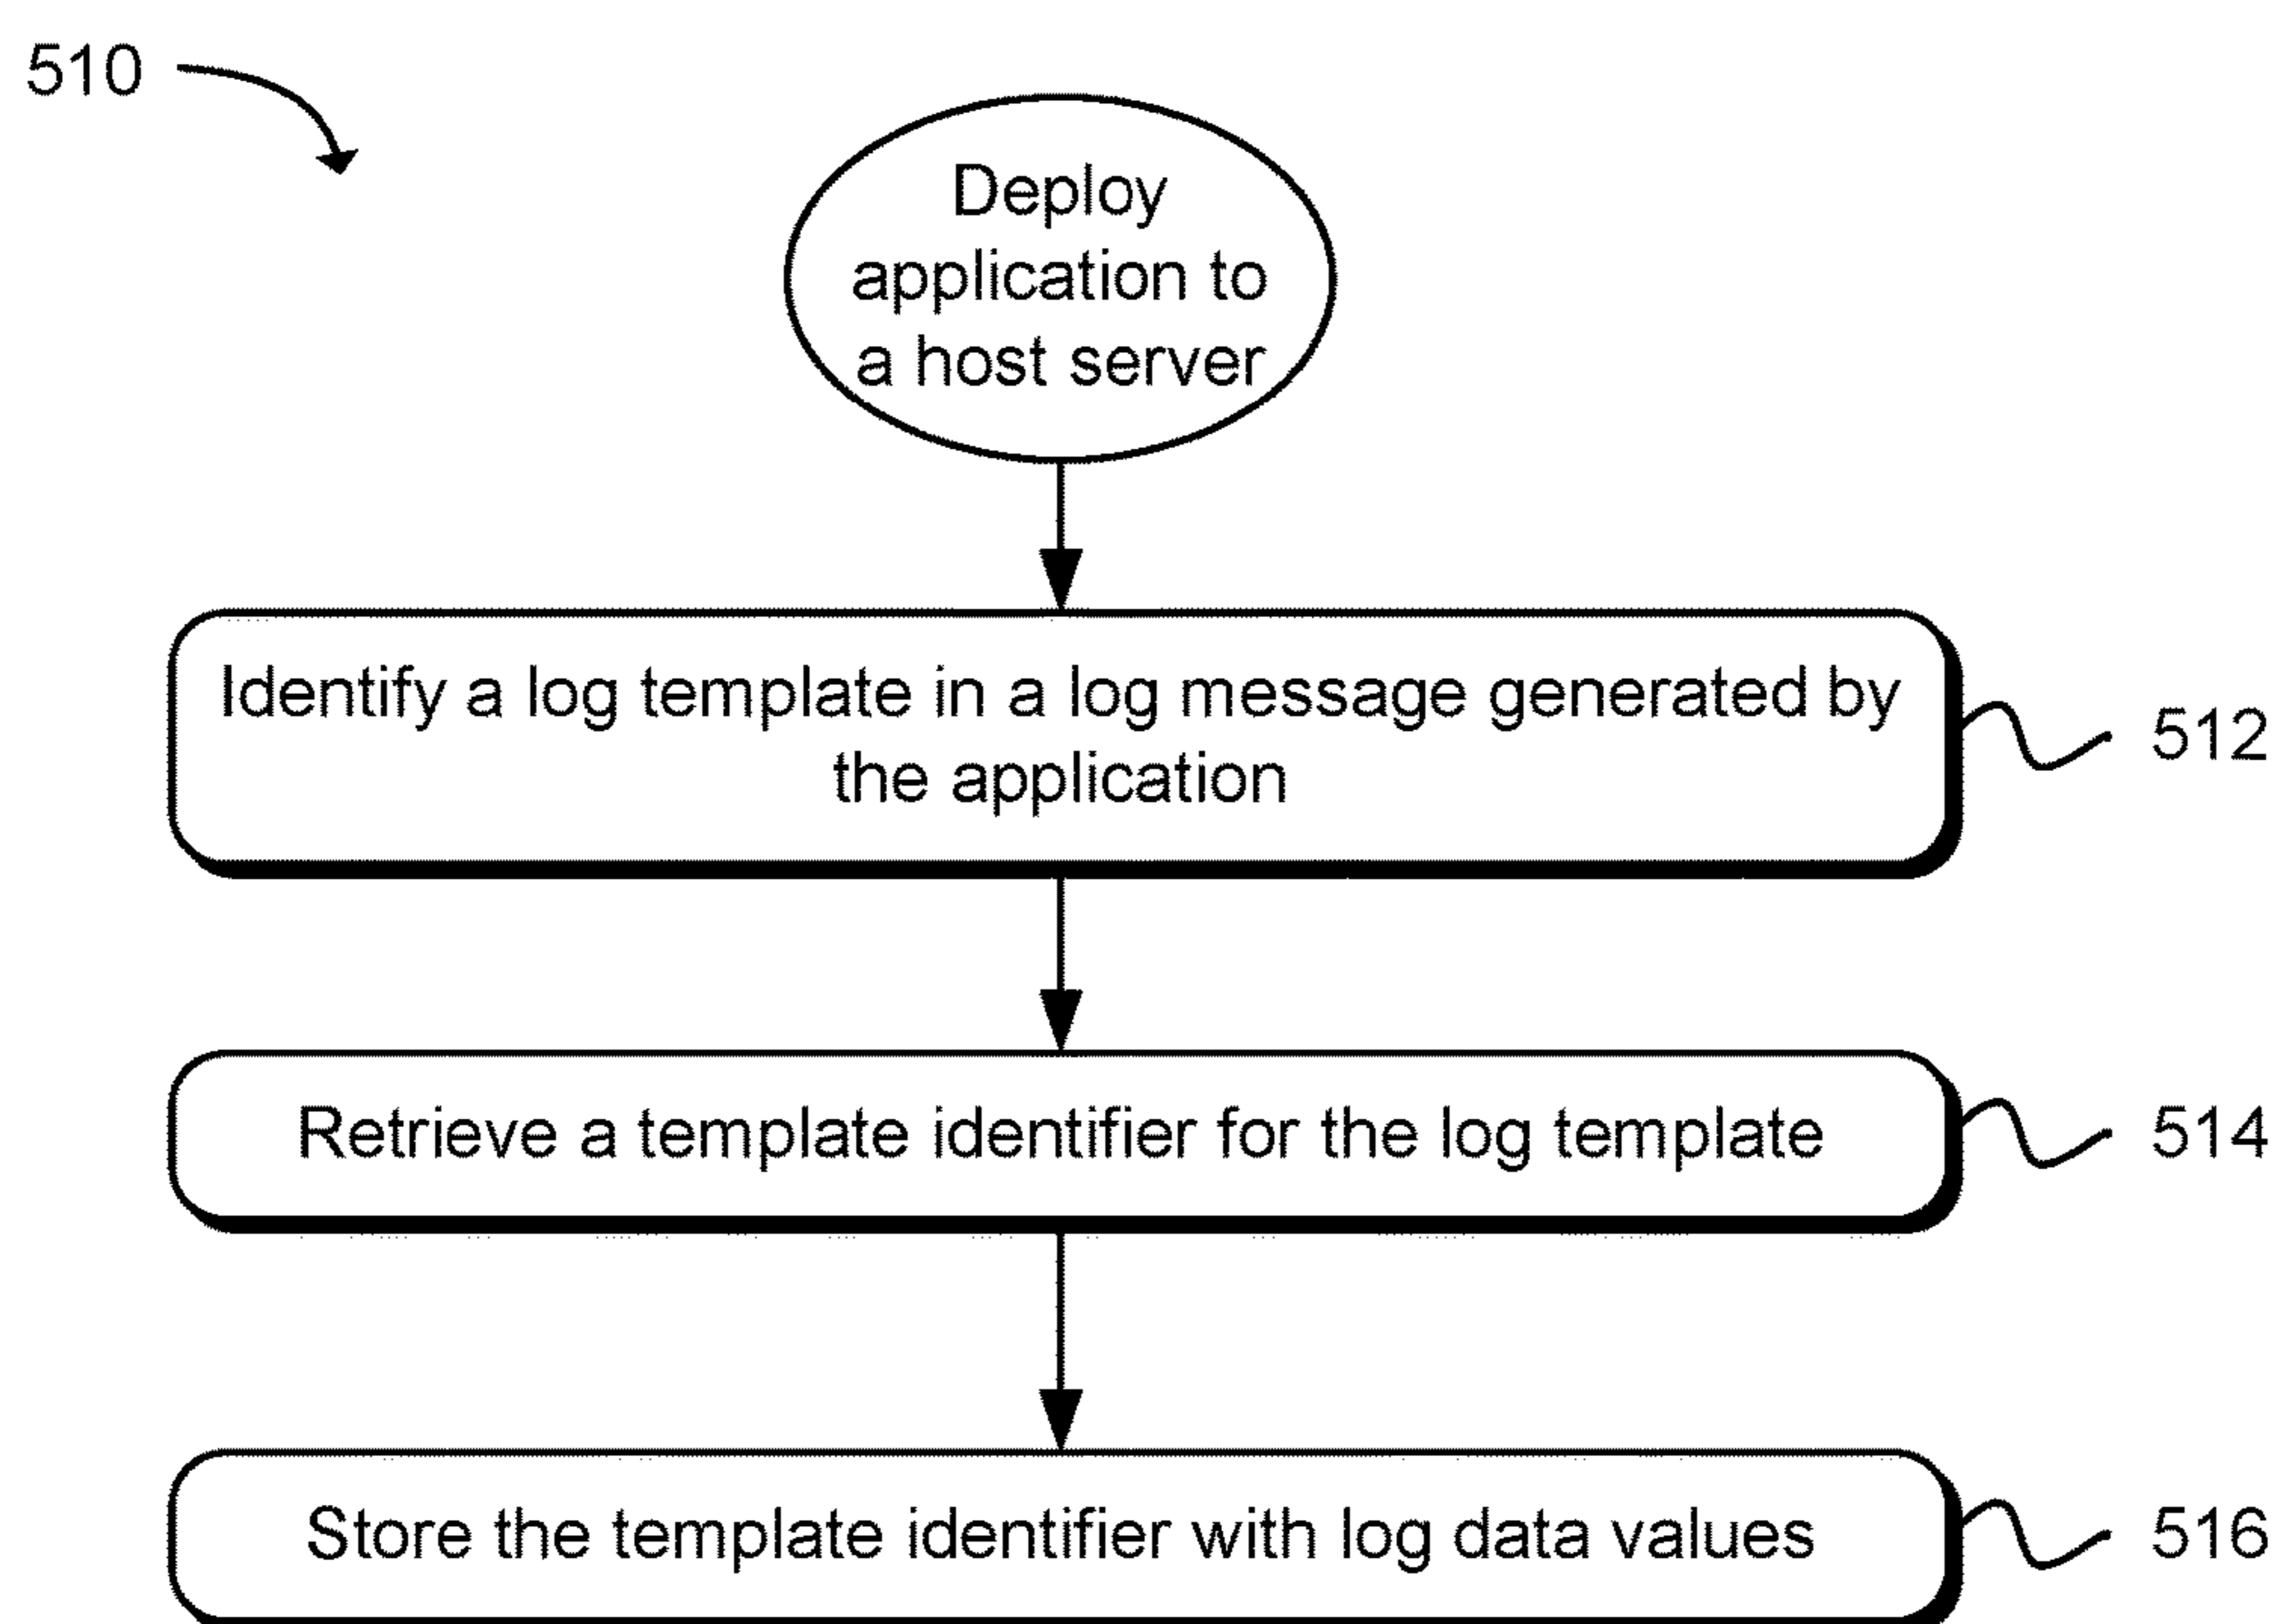 510
Deploy
application to
a host server
Identify a log template in a log message generated by
the application
512
Retrieve a template identifier for the log template
514
Store the template identifier with log data values
516